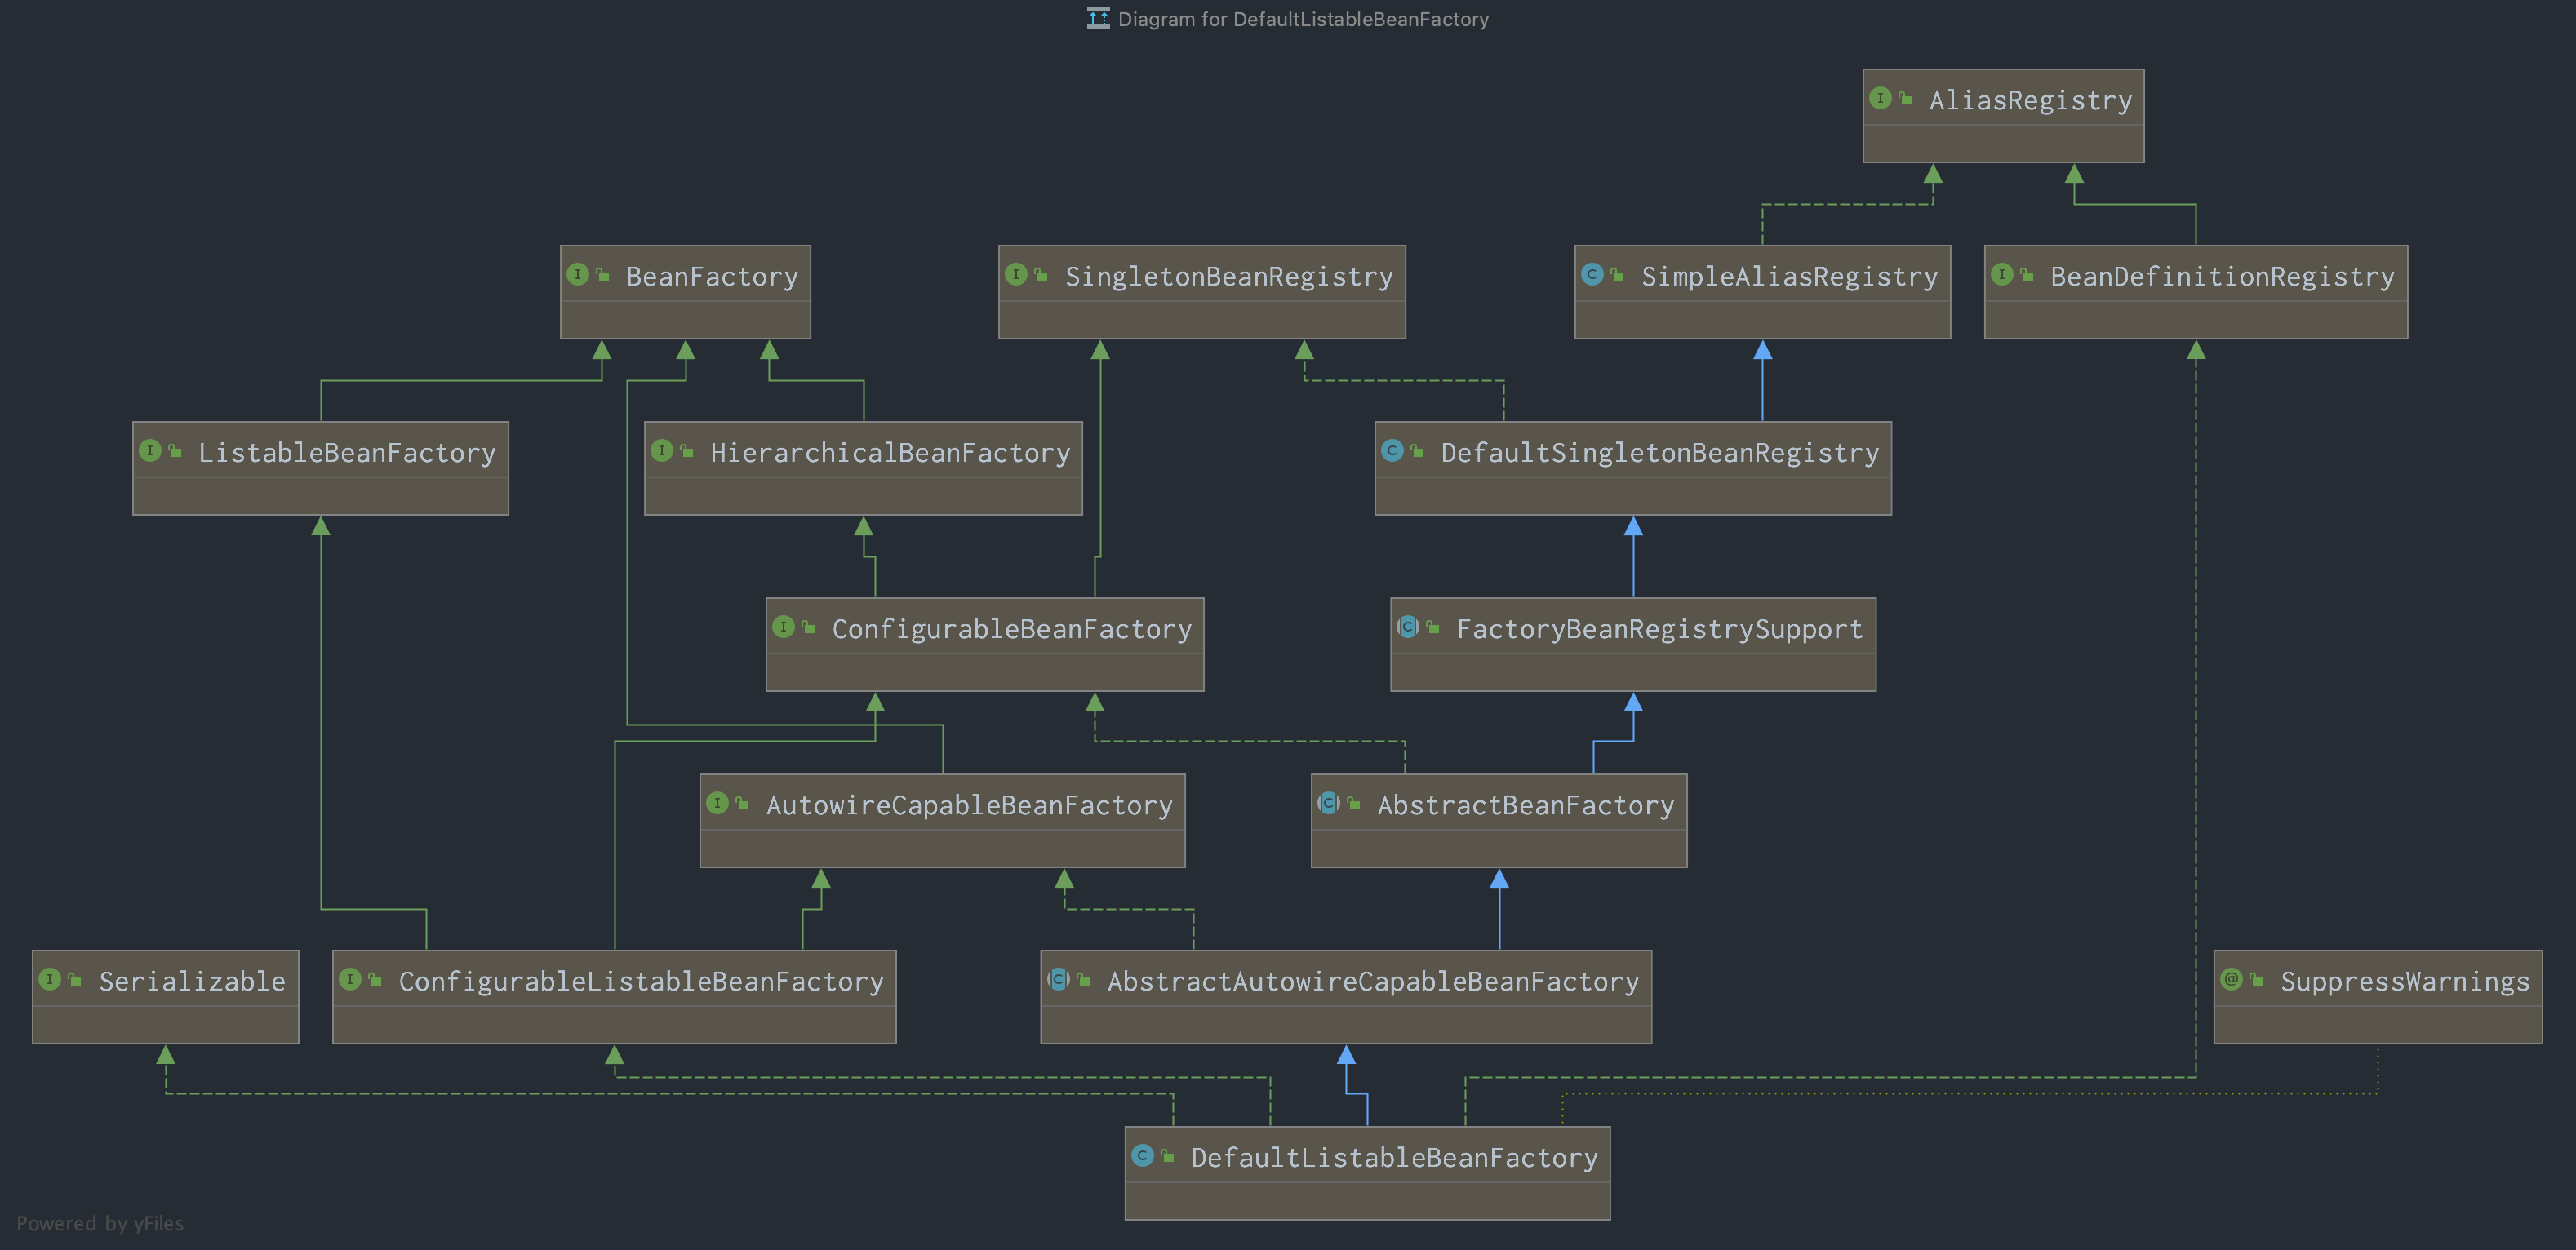 Diagram for DefaultListableBeanFactory
I AliasRegistry
I BeanFactory
I SingletonBeanRegistry
C SimpleAliasRegistry
I BeanDefinitionRegistry
I ListableBeanFactory
I HierarchicalBeanFactory
C DefaultSingletonBeanRegistry
I ConfigurableBeanFactory
C FactoryBeanRegistrySupport
I AutowireCapableBeanFactory
C AbstractBeanFactory
I Serializable
I ConfigurableListableBeanFactory
C AbstractAutowireCapableBeanFactory
@ SuppressWarnings
C DefaultListableBeanFactory
Powered by yFiles